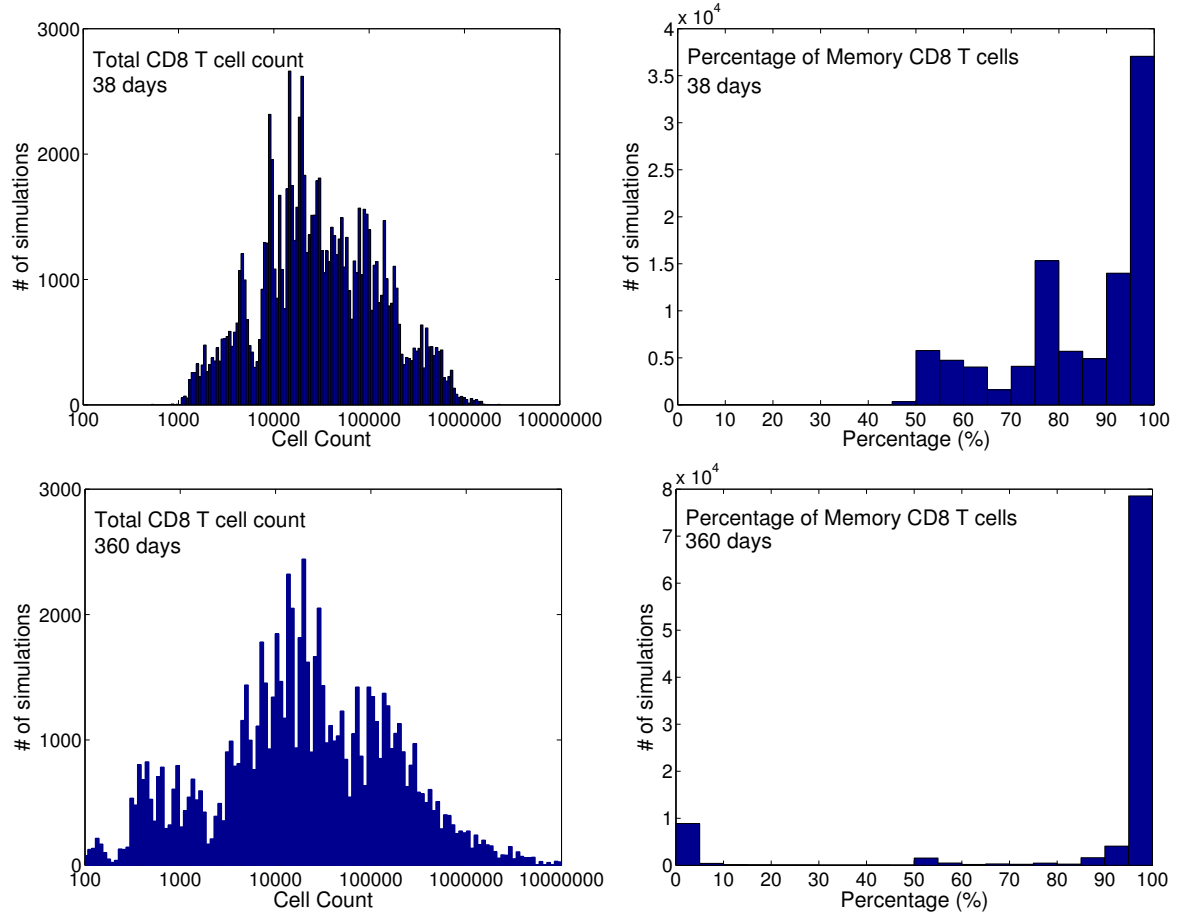 3000
2000
1000
0
# of simulations
Total CD8 T cell count
38 days
100 1000 10000 100000 1000000 10000000
Cell Count
x 10^4
4
3.5
3
2.5
2
1.5
1
0.5
0
# of simulations
Percentage of Memory CD8 T cells
38 days
0 10 20 30 40 50 60 70 80 90 100
Percentage (%)
3000
2000
1000
0
# of simulations
Total CD8 T cell count
360 days
100 1000 10000 100000 1000000 10000000
Cell Count
x 10^4
8
7
6
5
4
3
2
1
0
# of simulations
Percentage of Memory CD8 T cells
360 days
0 10 20 30 40 50 60 70 80 90 100
Percentage (%)